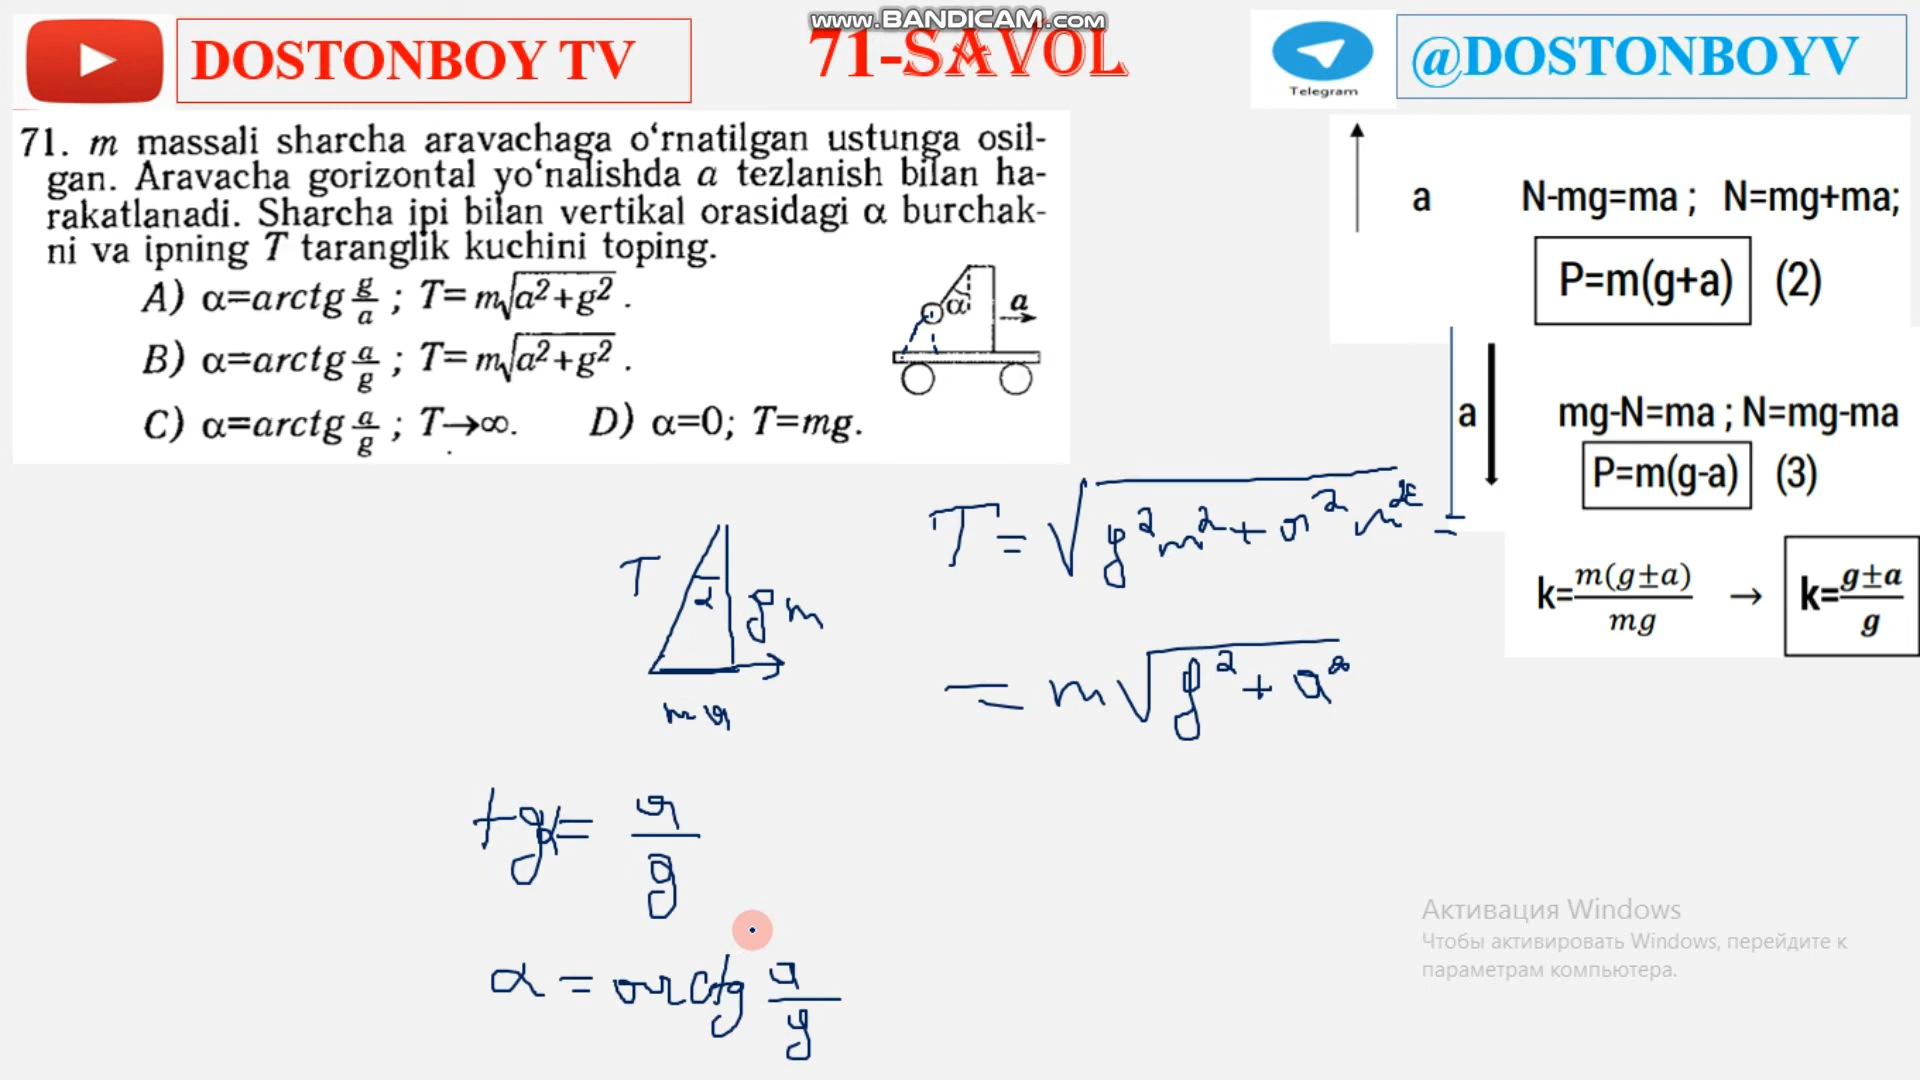 www.BANDICAM.com
DOSTONBOY TV
71-SAVOL
Telegram
@DOSTONBOYV
71. m massali sharcha aravachaga o‘rnatilgan ustunga osil-
gan. Aravacha gorizontal yo‘nalishda a tezlanish bilan ha-
rakatlanadi. Sharcha ipi bilan vertikal orasidagi α burchak-
ni va ipning T taranglik kuchini toping.
A) α=arctg g/a ; T= m√(a²+g²) .
B) α=arctg a/g ; T= m√(a²+g²) .
C) α=arctg a/g ; T→∞. D) α=0; T=mg.
α a
a N-mg=ma ; N=mg+ma;
P=m(g+a) (2)
a mg-N=ma ; N=mg-ma
P=m(g-a) (3)
k=m(g±a)/mg → k=g±a/g
T α gm
ma
T = √(g²m² + a²m²) =
= m√(g² + a²)
tgα = a/g
α = arctg a/g
Активация Windows
Чтобы активировать Windows, перейдите к
параметрам компьютера.